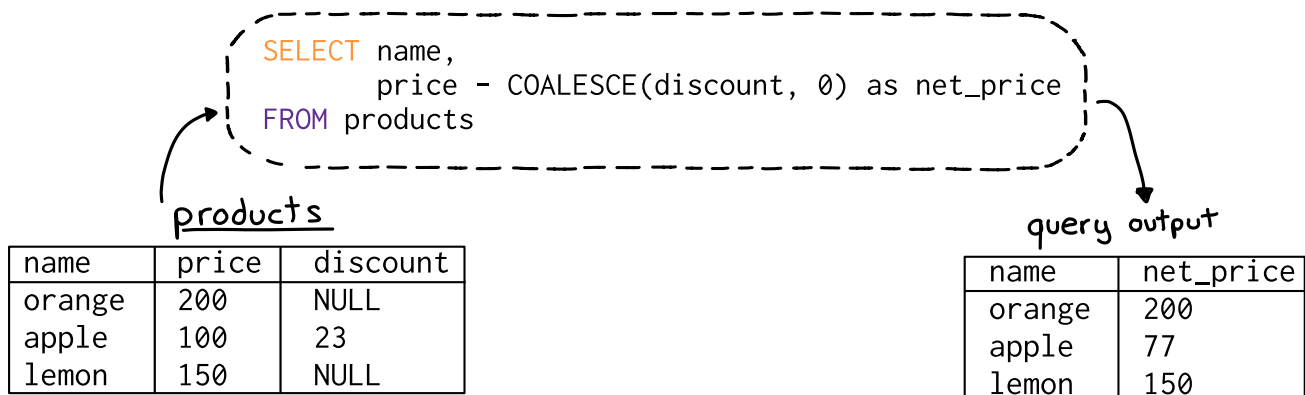 SELECT name,
price - COALESCE(discount, 0) as net_price
FROM products
products
name price discount
orange 200 NULL
apple 100 23
lemon 150 NULL
query output
name net_price
orange 200
apple 77
lemon 150